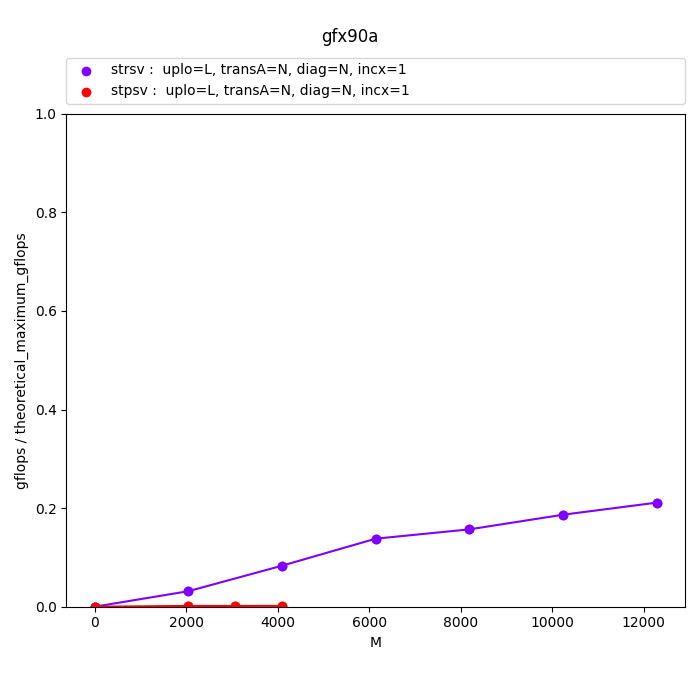 gfx90a
strsv :  uplo=L, transA=N, diag=N, incx=1
stpsv :  uplo=L, transA=N, diag=N, incx=1
1.0
0.8
0.6
0.4
0.2
0.0
gflops / theoretical_maximum_gflops
0 2000 4000 6000 8000 10000 12000
M